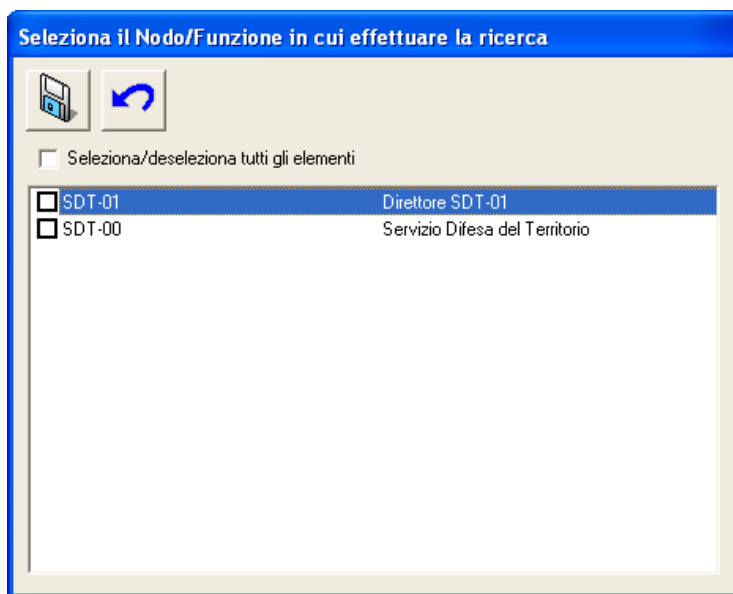 Seleziona il Nodo/Funzione in cui effettuare la ricerca
Seleziona/deseleziona tutti gli elementi
SDT-01 Direttore SDT-01
SDT-00 Servizio Difesa del Territorio